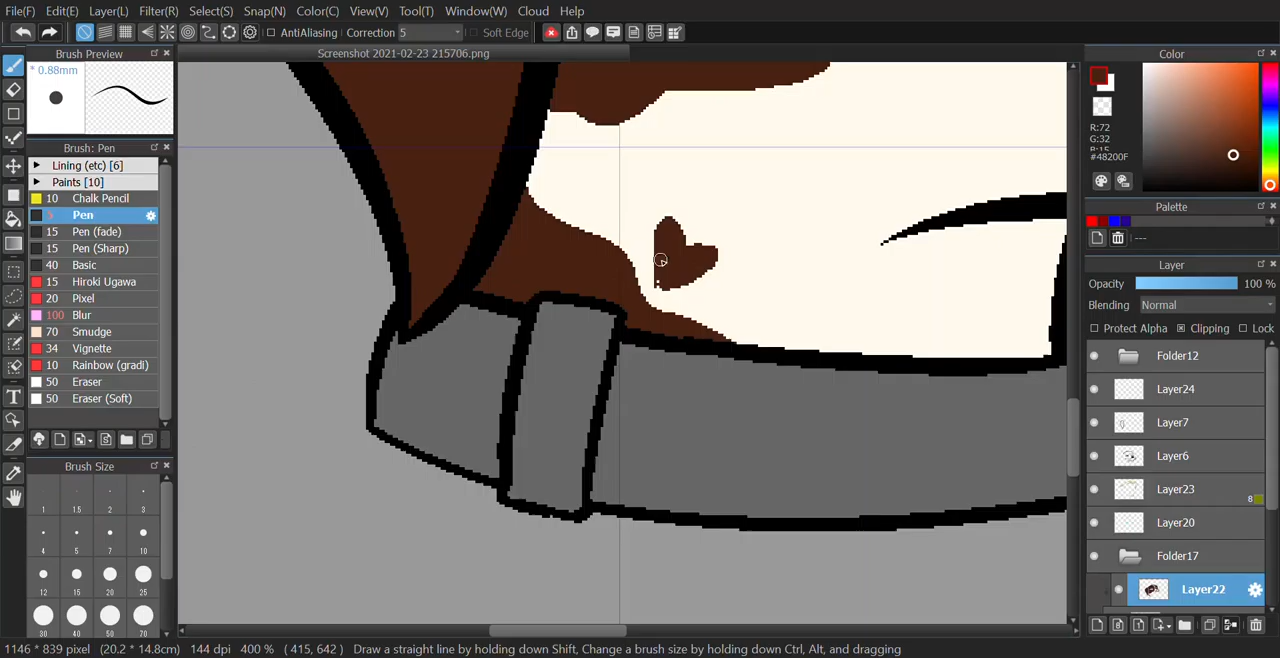 File(F) Edit(E) Layer(L) Filter(R) Select(S) Snap(N) Color(C) View(V) Tool(T) Window(W) Cloud Help
AntiAliasing Correction 5 Soft Edge
Brush Preview
Screenshot 2021-02-23 215706.png
* 0.88mm
Brush: Pen
Lining (etc) [6]
Paints [10]
10 Chalk Pencil
5 Pen
15 Pen (fade)
15 Pen (Sharp)
40 Basic
15 Hiroki Ugawa
20 Pixel
100 Blur
70 Smudge
34 Vignette
10 Rainbow (gradi)
50 Eraser
50 Eraser (Soft)
Brush Size
1 1.5 2 3
4 5 7 10
12 15 20 25
30 40 50 70
Color
R:72
G:32
B:15
#48200F
Palette
---
Layer
Opacity 100 %
Blending Normal
Protect Alpha Clipping Lock
Folder12
Layer24
Layer7
Layer6
Layer23
8
Layer20
Folder17
Layer22
1146 * 839 pixel (20.2 * 14.8cm) 144 dpi 400 % ( 415, 642 ) Draw a straight line by holding down Shift, Change a brush size by holding down Ctrl, Alt, and dragging